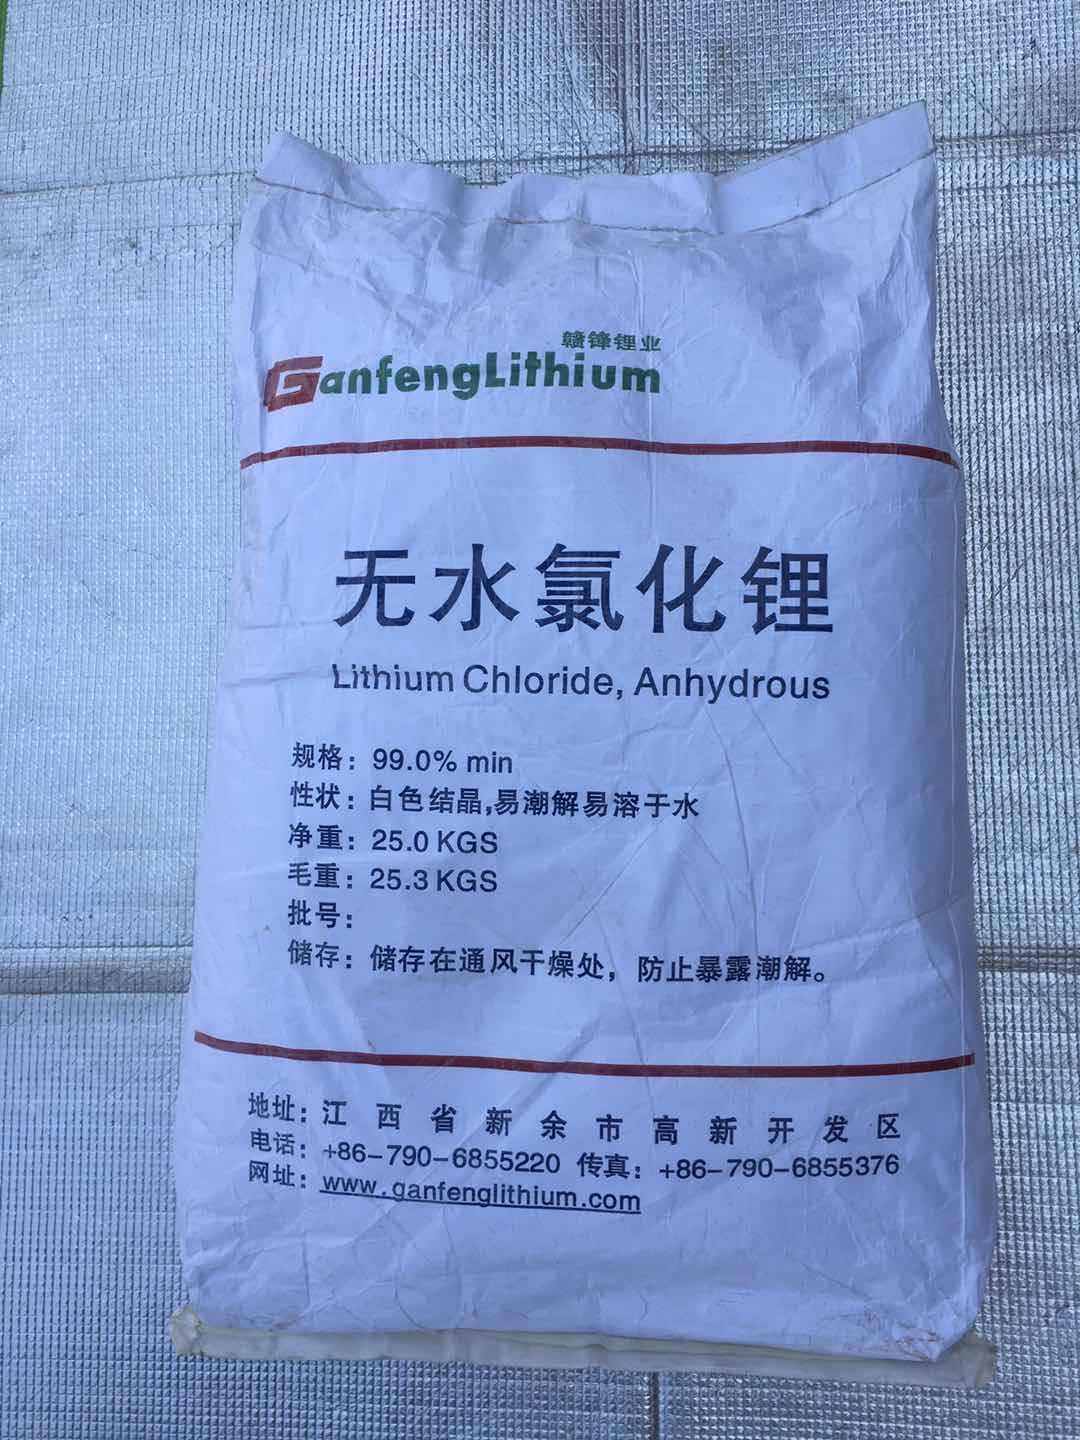 赣锋锂业
GanfengLithium
无水氯化锂
Lithium Chloride, Anhydrous
规格：99.0% min
性状：白色结晶,易潮解易溶于水
净重：25.0 KGS
毛重：25.3 KGS
批号：
储存：储存在通风干燥处，防止暴露潮解。
地址：江西省新余市高新开发区
电话：+86-790-6855220 传真：+86-790-6855376
网址：www.ganfenglithium.com